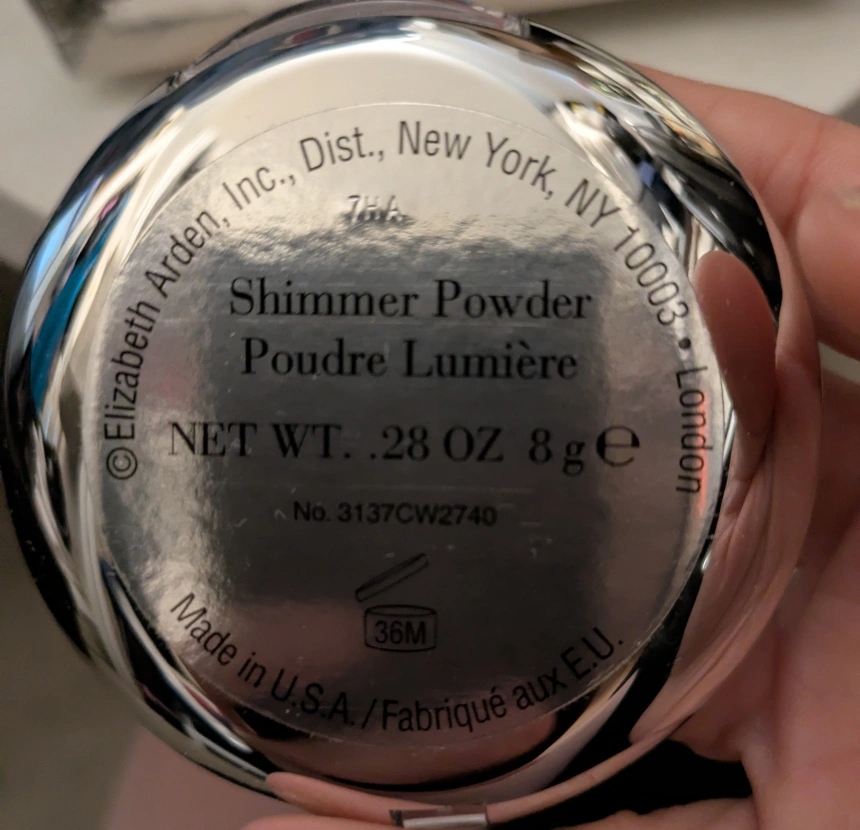 ©Elizabeth Arden, Inc., Dist., New York, NY 10003 • London
7HA
Shimmer Powder
Poudre Lumière
NET WT. .28 OZ 8 g ℮
No. 3137CW2740
36M
Made in U.S.A./Fabriqué aux E.U.